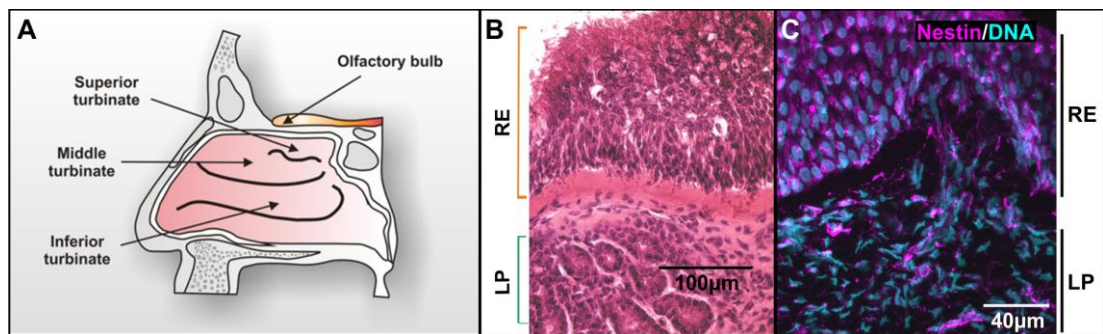 A
Olfactory bulb
Superior
turbinate
Middle
turbinate
Inferior
turbinate
B
RE
LP
100µm
C
Nestin/DNA
RE
LP
40µm